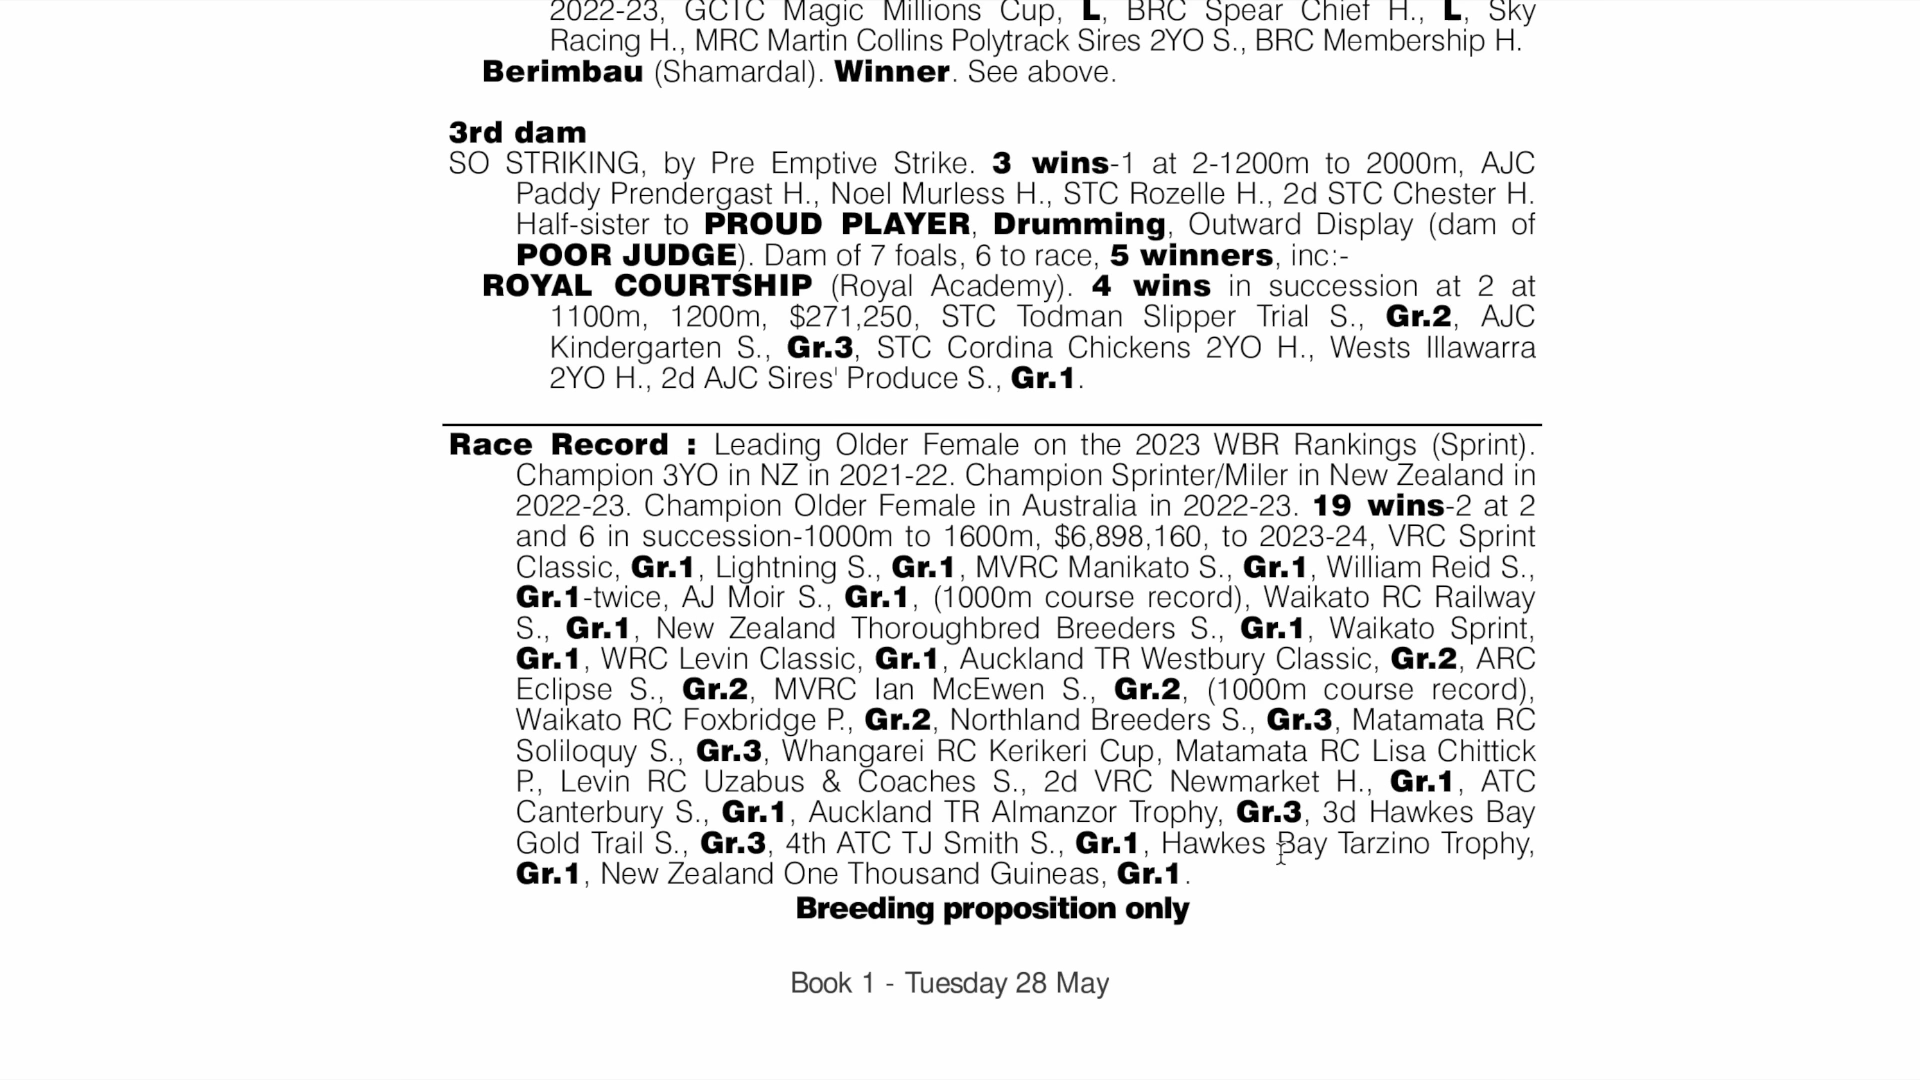 2022-23, GCTC Magic Millions Cup, L, BRC Spear Chief H., L, Sky
Racing H., MRC Martin Collins Polytrack Sires 2YO S., BRC Membership H.
Berimbau (Shamardal). Winner. See above.
3rd dam
SO STRIKING, by Pre Emptive Strike. 3 wins-1 at 2-1200m to 2000m, AJC
Paddy Prendergast H., Noel Murless H., STC Rozelle H., 2d STC Chester H.
Half-sister to PROUD PLAYER, Drumming, Outward Display (dam of
POOR JUDGE). Dam of 7 foals, 6 to race, 5 winners, inc:-
ROYAL COURTSHIP (Royal Academy). 4 wins in succession at 2 at
1100m, 1200m, $271,250, STC Todman Slipper Trial S., Gr.2, AJC
Kindergarten S., Gr.3, STC Cordina Chickens 2YO H., Wests Illawarra
2YO H., 2d AJC Sires' Produce S., Gr.1.
Race Record : Leading Older Female on the 2023 WBR Rankings (Sprint).
Champion 3YO in NZ in 2021-22. Champion Sprinter/Miler in New Zealand in
2022-23. Champion Older Female in Australia in 2022-23. 19 wins-2 at 2
and 6 in succession-1000m to 1600m, $6,898,160, to 2023-24, VRC Sprint
Classic, Gr.1, Lightning S., Gr.1, MVRC Manikato S., Gr.1, William Reid S.,
Gr.1-twice, AJ Moir S., Gr.1, (1000m course record), Waikato RC Railway
S., Gr.1, New Zealand Thoroughbred Breeders S., Gr.1, Waikato Sprint,
Gr.1, WRC Levin Classic, Gr.1, Auckland TR Westbury Classic, Gr.2, ARC
Eclipse S., Gr.2, MVRC Ian McEwen S., Gr.2, (1000m course record),
Waikato RC Foxbridge P., Gr.2, Northland Breeders S., Gr.3, Matamata RC
Soliloquy S., Gr.3, Whangarei RC Kerikeri Cup, Matamata RC Lisa Chittick
P., Levin RC Uzabus & Coaches S., 2d VRC Newmarket H., Gr.1, ATC
Canterbury S., Gr.1, Auckland TR Almanzor Trophy, Gr.3, 3d Hawkes Bay
Gold Trail S., Gr.3, 4th ATC TJ Smith S., Gr.1, Hawkes Bay Tarzino Trophy,
Gr.1, New Zealand One Thousand Guineas, Gr.1.
Breeding proposition only
Book 1 - Tuesday 28 May